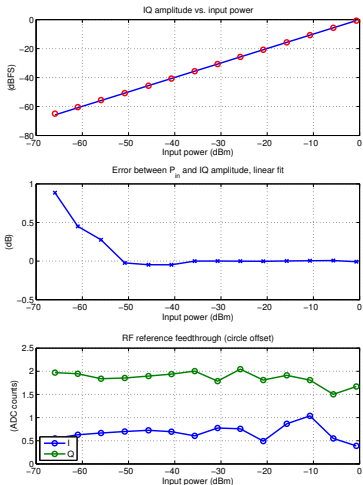 IQ amplitude vs. input power
0
−20
−40
−60
−80
(dBFS)
−70 −60 −50 −40 −30 −20 −10 0
Input power (dBm)
Error between Pin and IQ amplitude, linear fit
1
0.5
0
−0.5
(dB)
−70 −60 −50 −40 −30 −20 −10 0
Input power (dBm)
RF reference feedthrough (circle offset)
2.5
2
1.5
1
0.5
0
(ADC counts)
I
Q
−70 −60 −50 −40 −30 −20 −10 0
Input power (dBm)